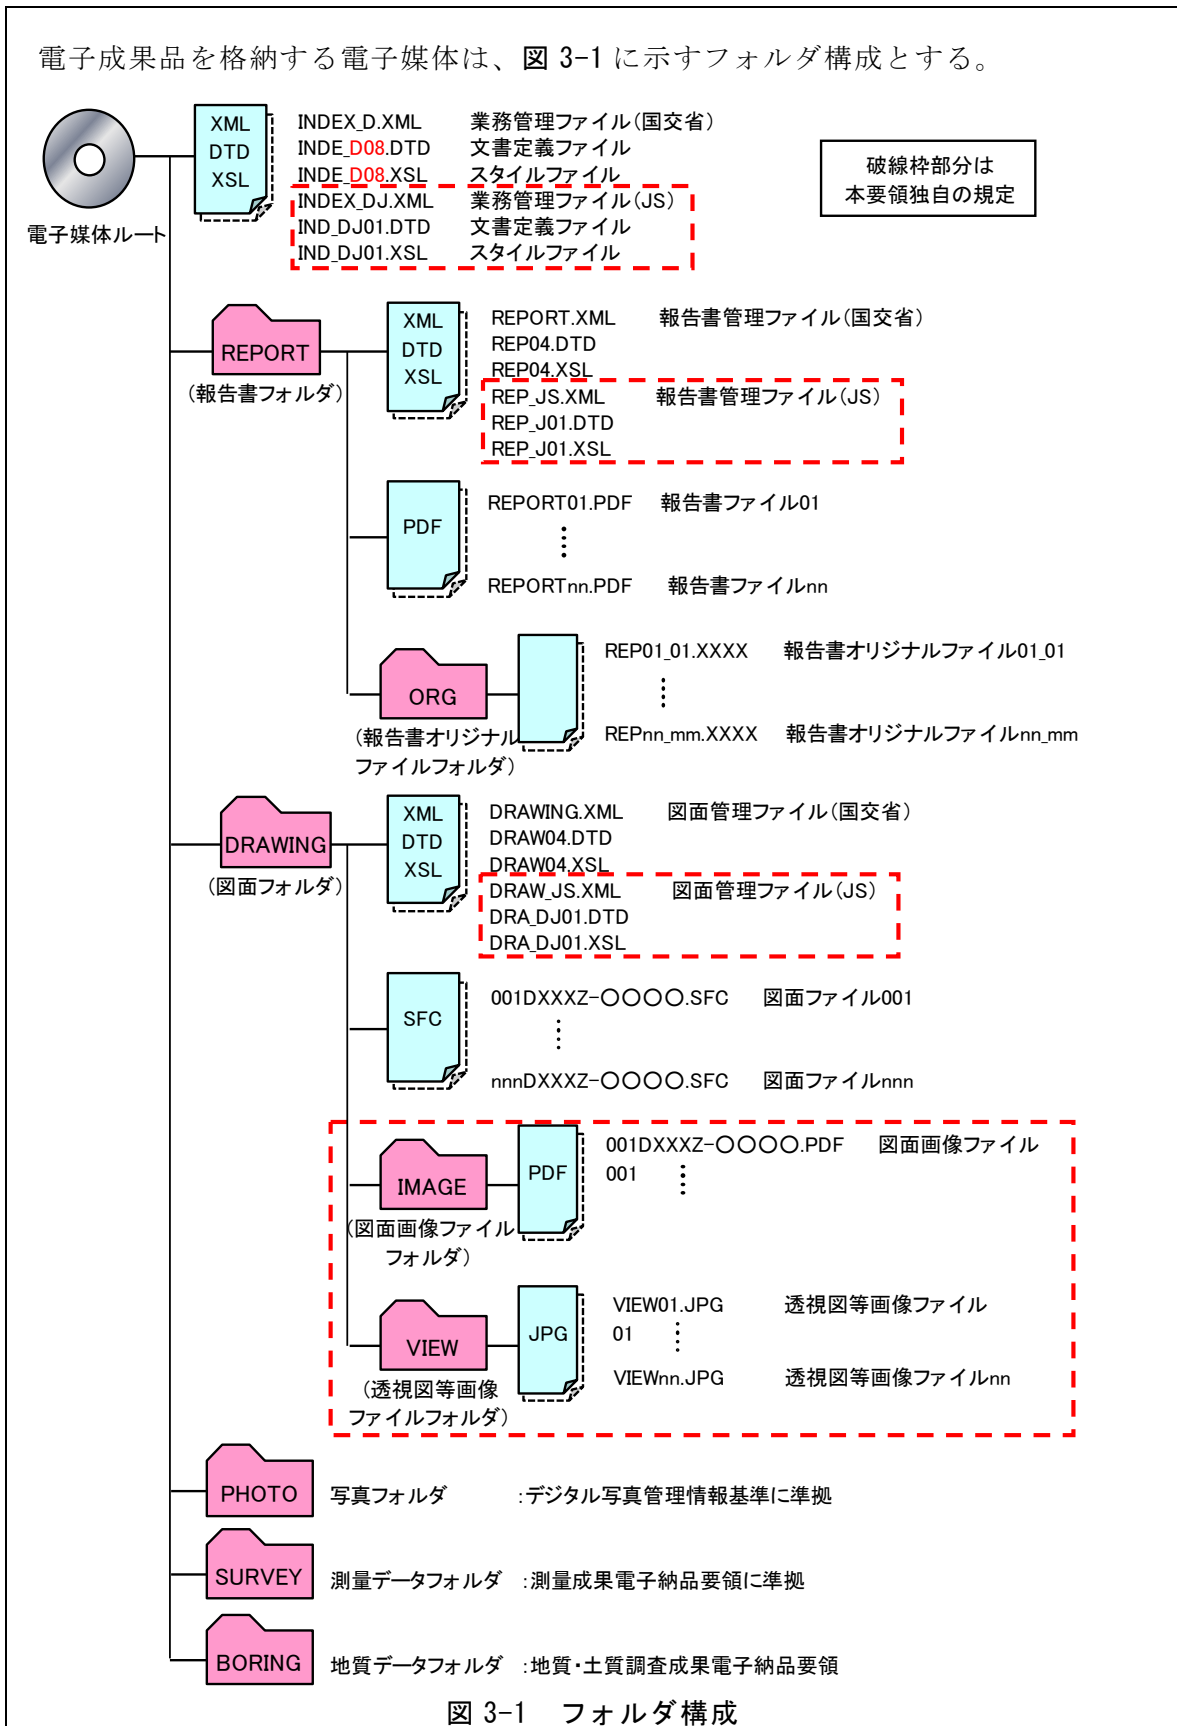 電子成果品を格納する電子媒体は、図 3-1 に示すフォルダ構成とする。
XML
DTD
XSL
電子媒体ルート
INDEX_D.XML 業務管理ファイル(国交省)
INDE_D08.DTD 文書定義ファイル
INDE_D08.XSL スタイルファイル
INDEX_DJ.XML 業務管理ファイル(JS)
IND_DJ01.DTD 文書定義ファイル
IND_DJ01.XSL スタイルファイル
破線枠部分は
本要領独自の規定
REPORT
(報告書フォルダ)
XML
DTD
XSL
REPORT.XML 報告書管理ファイル(国交省)
REP04.DTD
REP04.XSL
REP_JS.XML 報告書管理ファイル(JS)
REP_J01.DTD
REP_J01.XSL
PDF
REPORT01.PDF 報告書ファイル01
REPORTnn.PDF 報告書ファイルnn
ORG
(報告書オリジナル
ファイルフォルダ)
REP01_01.XXXX 報告書オリジナルファイル01_01
REPnn_mm.XXXX 報告書オリジナルファイルnn_mm
DRAWING
(図面フォルダ)
XML
DTD
XSL
DRAWING.XML 図面管理ファイル(国交省)
DRAW04.DTD
DRAW04.XSL
DRAW_JS.XML 図面管理ファイル(JS)
DRA_DJ01.DTD
DRA_DJ01.XSL
SFC
001DXXXZ-〇〇〇〇.SFC 図面ファイル001
nnnDXXXZ-〇〇〇〇.SFC 図面ファイルnnn
IMAGE
(図面画像ファイル
フォルダ)
PDF
001DXXXZ-〇〇〇〇.PDF 図面画像ファイル
001
VIEW
(透視図等画像
ファイルフォルダ)
JPG
VIEW01.JPG 透視図等画像ファイル
01
VIEWnn.JPG 透視図等画像ファイルnn
PHOTO 写真フォルダ :デジタル写真管理情報基準に準拠
SURVEY 測量データフォルダ :測量成果電子納品要領に準拠
BORING 地質データフォルダ :地質・土質調査成果電子納品要領
図 3-1 フォルダ構成